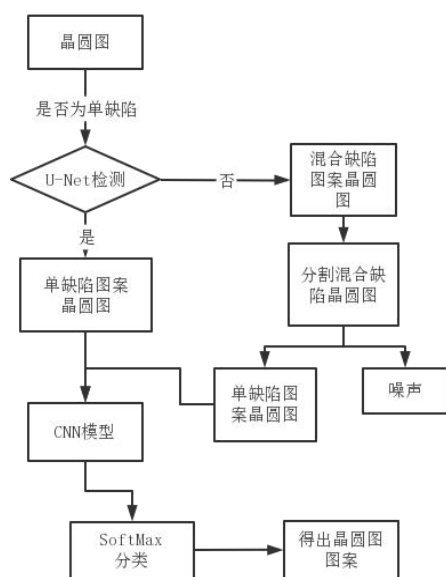 晶圆图
是否为单缺陷
U-Net检测
否
混合缺陷
图案晶圆
图
是
单缺陷图案
晶圆图
分割混合缺
陷晶圆图
单缺陷图
案晶圆图
噪声
CNN模型
SoftMax
分类
得出晶圆图
图案